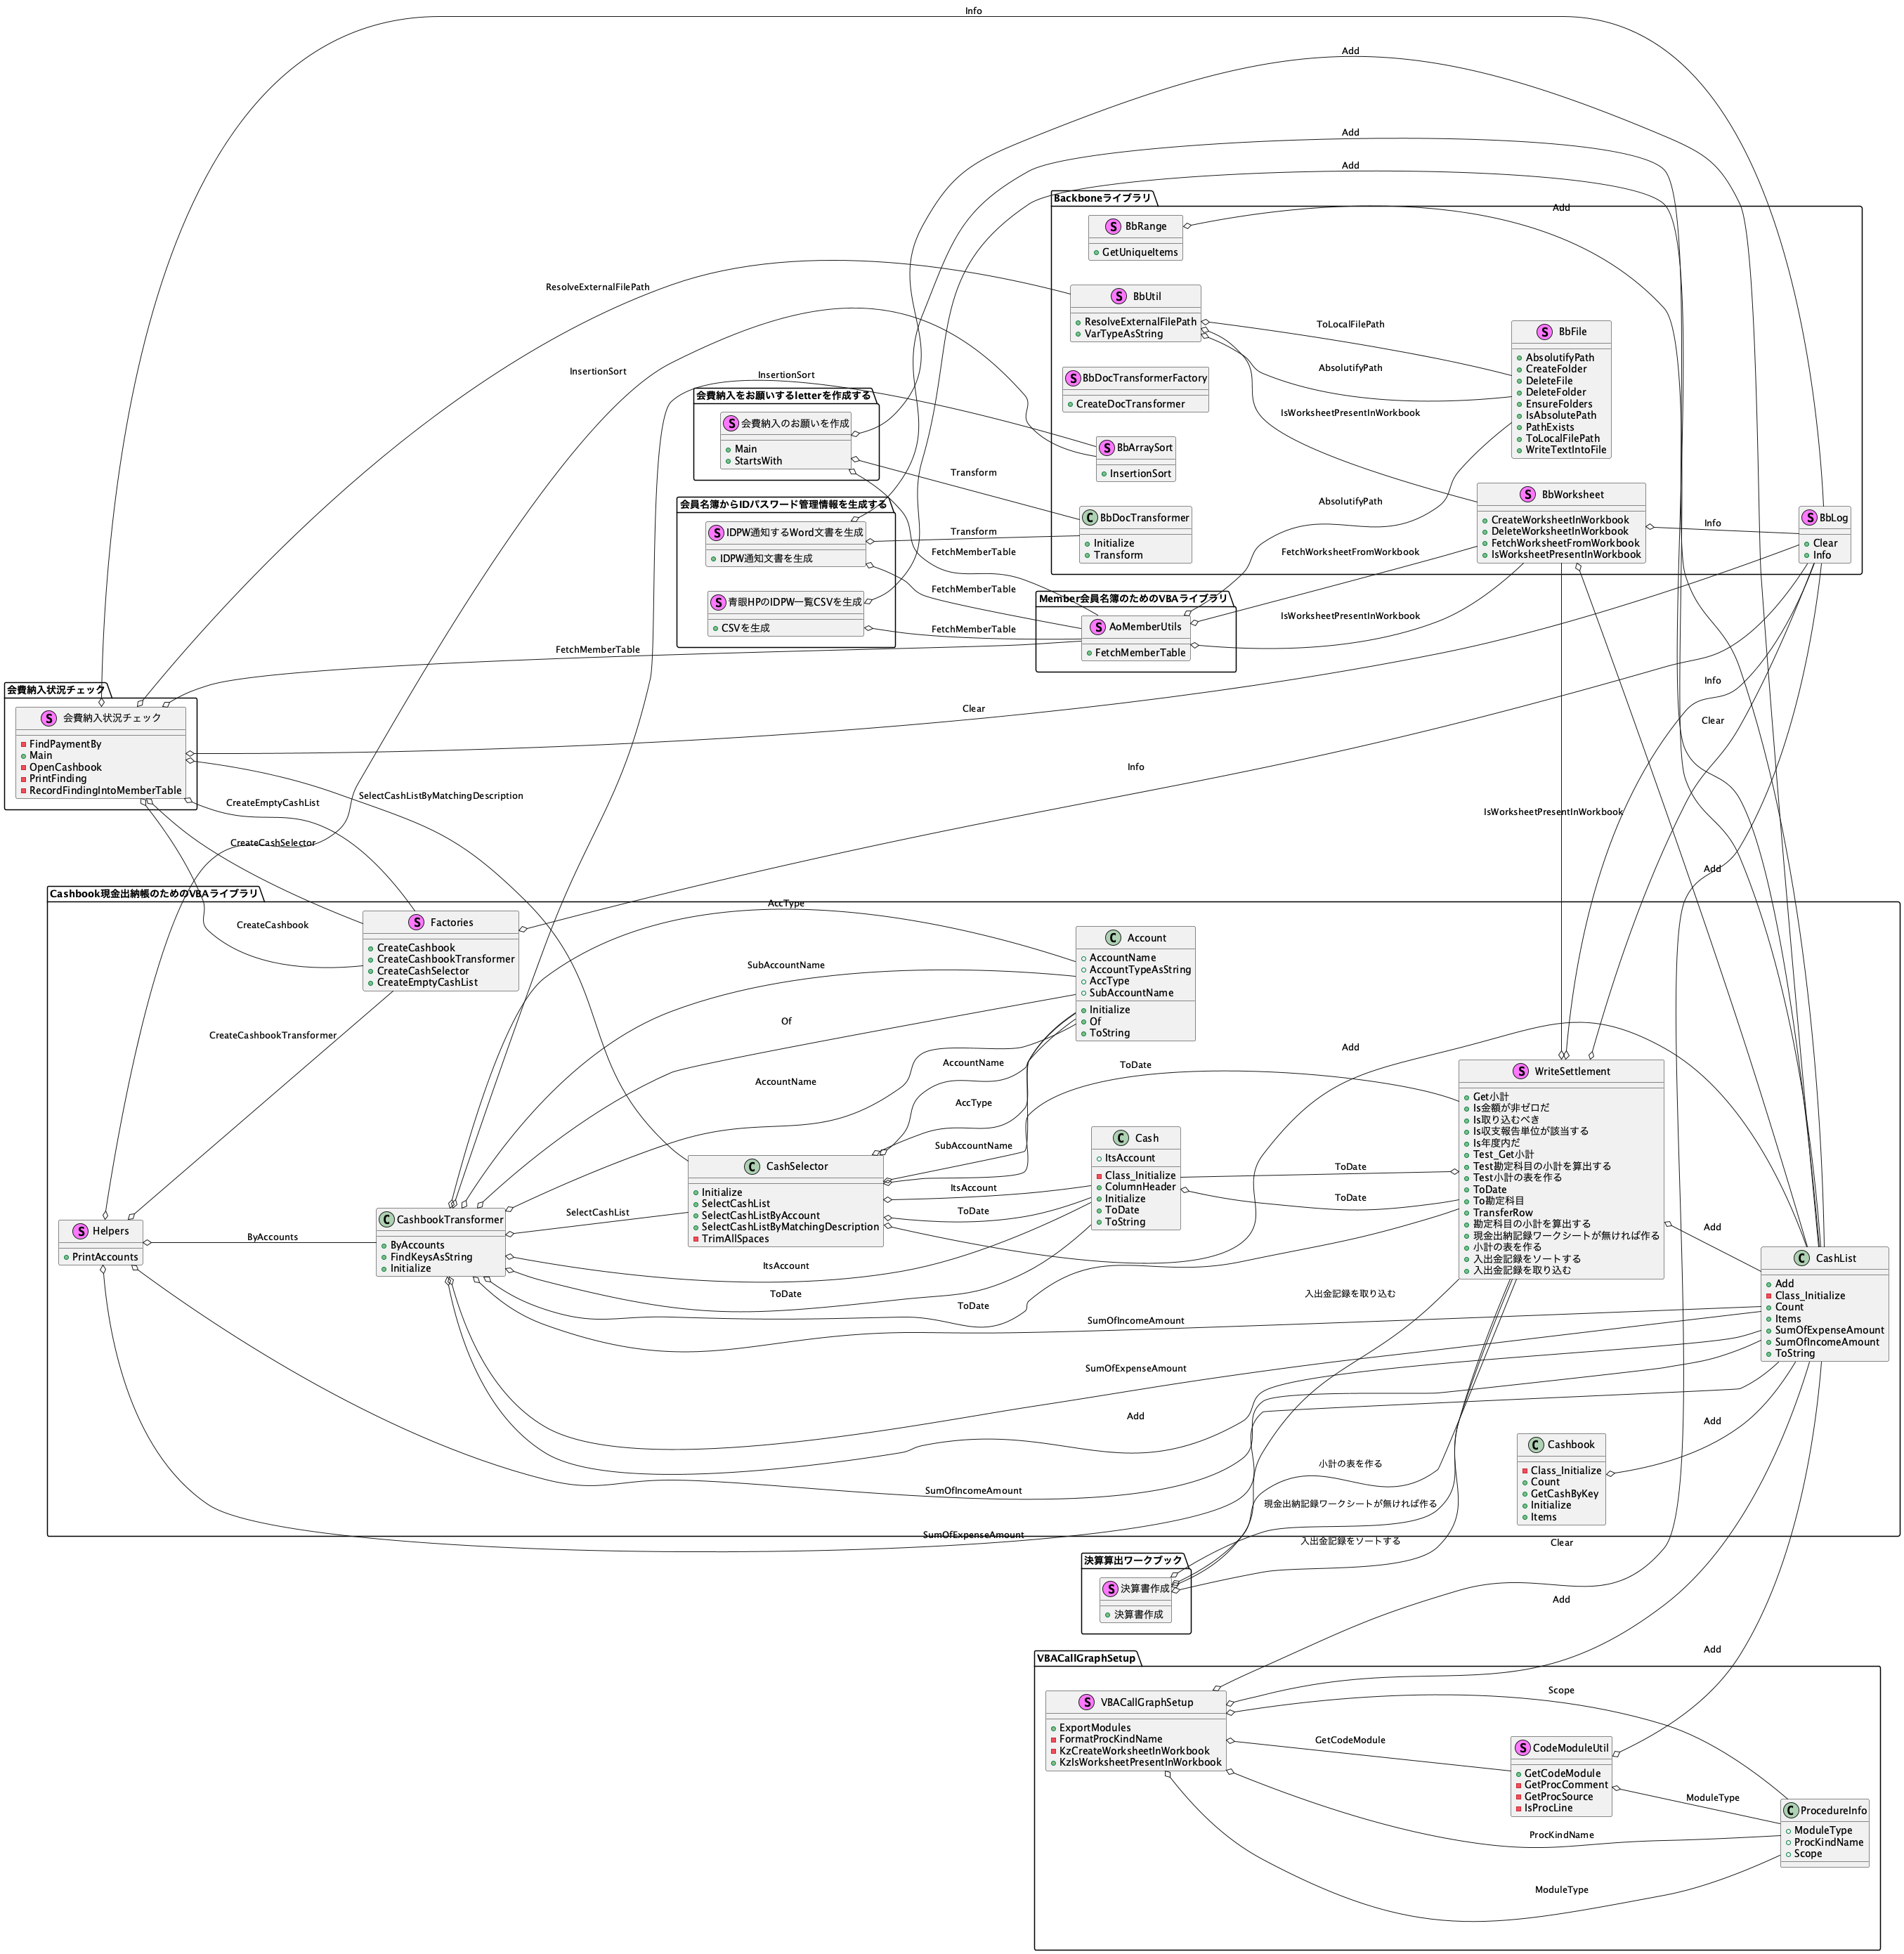 Info
Add
Add
Add
Backboneライブラリ
BbRange
GetUniqueItems
Add
BbUtil
ResolveExternalFilePath
VarTypeAsString
ToLocalFilePath
AbsolutifyPath
IsWorksheetPresentInWorkbook
BbFile
AbsolutifyPath
CreateFolder
DeleteFile
DeleteFolder
EnsureFolders
IsAbsolutePath
PathExists
ToLocalFilePath
WriteTextIntoFile
BbDocTransformerFactory
CreateDocTransformer
BbArraySort
InsertionSort
BbDocTransformer
Initialize
Transform
BbWorksheet
CreateWorksheetInWorkbook
DeleteWorksheetInWorkbook
FetchWorksheetFromWorkbook
IsWorksheetPresentInWorkbook
Info
BbLog
Clear
Info
ResolveExternalFilePath
InsertionSort
InsertionSort
会費納入をお願いするletterを作成する
会費納入のお願いを作成
Main
StartsWith
Transform
会員名簿からIDパスワード管理情報を生成する
IDPW通知するWord文書を生成
IDPW通知文書を生成
Transform
FetchMemberTable
青眼HPのIDPW一覧CSVを生成
CSVを生成
FetchMemberTable
FetchMemberTable
FetchMemberTable
AbsolutifyPath
FetchWorksheetFromWorkbook
IsWorksheetPresentInWorkbook
Member会員名簿のためのVBAライブラリ
AoMemberUtils
FetchMemberTable
会費納入状況チェック
会費納入状況チェック
FindPaymentBy
Main
OpenCashbook
PrintFinding
RecordFindingIntoMemberTable
Clear
Info
Info
Clear
SelectCashListByMatchingDescription
CreateEmptyCashList
CreateCashSelector
CreateCashbook
IsWorksheetPresentInWorkbook
Add
Cashbook現金出納帳のためのVBAライブラリ
Factories
CreateCashbook
CreateCashbookTransformer
CreateCashSelector
CreateEmptyCashList
CreateCashbookTransformer
AccType
SubAccountName
Of
AccountName
AccountName
AccType
SubAccountName
Account
AccountName
AccountTypeAsString
AccType
SubAccountName
Initialize
Of
ToString
ToDate
Add
Cash
ItsAccount
Class_Initialize
ColumnHeader
Initialize
ToDate
ToString
ToDate
ToDate
WriteSettlement
Get小計
Is金額が非ゼロだ
Is取り込むべき
Is収支報告単位が該当する
Is年度内だ
Test_Get小計
Test勘定科目の小計を算出する
Test小計の表を作る
ToDate
To勘定科目
TransferRow
勘定科目の小計を算出する
現金出納記録ワークシートが無ければ作る
小計の表を作る
入出金記録をソートする
入出金記録を取り込む
Add
CashSelector
Initialize
SelectCashList
SelectCashListByAccount
SelectCashListByMatchingDescription
TrimAllSpaces
ItsAccount
ToDate
SelectCashList
ItsAccount
ToDate
ToDate
Helpers
PrintAccounts
ByAccounts
CashbookTransformer
ByAccounts
FindKeysAsString
Initialize
CashList
Add
Class_Initialize
Count
Items
SumOfExpenseAmount
SumOfIncomeAmount
ToString
入出金記録を取り込む
SumOfIncomeAmount
SumOfExpenseAmount
Add
Add
Cashbook
Class_Initialize
Count
GetCashByKey
Initialize
Items
小計の表を作る
SumOfIncomeAmount
現金出納記録ワークシートが無ければ作る
SumOfExpenseAmount
入出金記録をソートする
Clear
決算算出ワークブック
決算書作成
決算書作成
Add
Add
VBACallGraphSetup
VBACallGraphSetup
ExportModules
FormatProcKindName
KzCreateWorksheetInWorkbook
KzIsWorksheetPresentInWorkbook
Scope
GetCodeModule
CodeModuleUtil
GetCodeModule
GetProcComment
GetProcSource
IsProcLine
ModuleType
ProcKindName
ModuleType
ProcedureInfo
ModuleType
ProcKindName
Scope